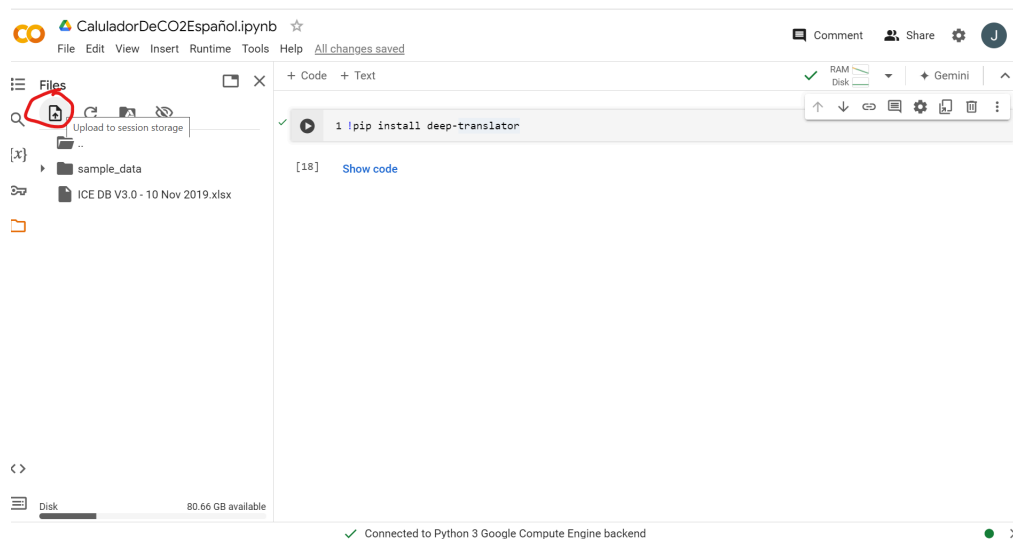 CaluladorDeCO2Español.ipynb
File Edit View Insert Runtime Tools Help All changes saved
Comment Share J
Files
+ Code + Text
RAM
Disk
Gemini
Upload to session storage
..
sample_data
ICE DB V3.0 - 10 Nov 2019.xlsx
{x}
1 !pip install deep-translator
[18] Show code
Disk 80.66 GB available
Connected to Python 3 Google Compute Engine backend